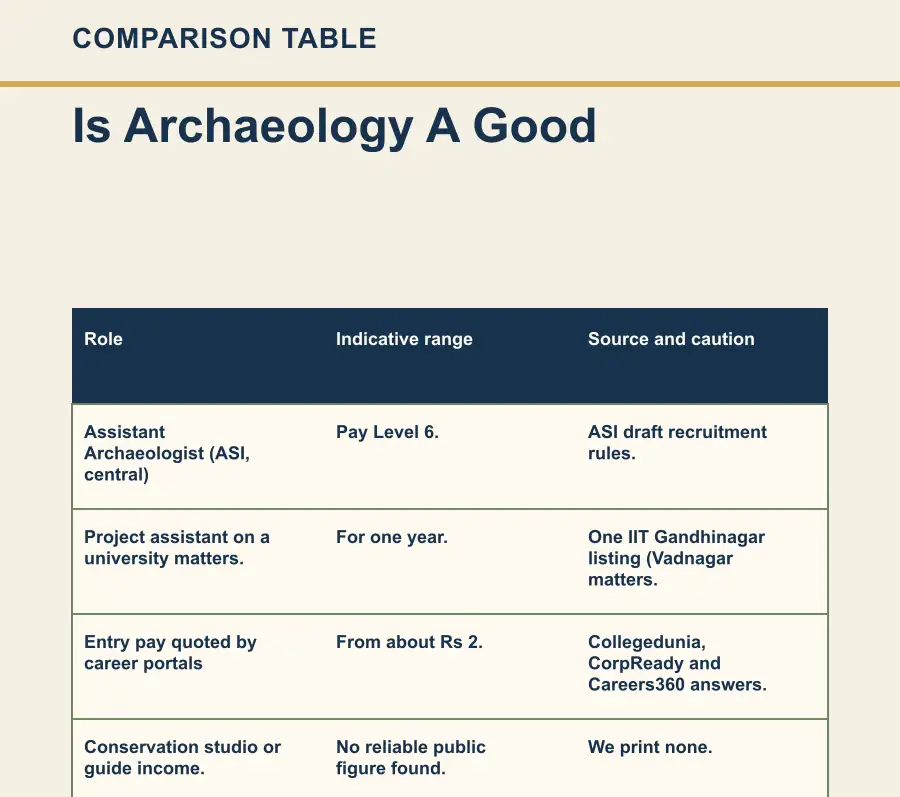 COMPARISON TABLE
Is Archaeology A Good
Role
Indicative range
Source and caution
Assistant
Archaeologist (ASI,
central)
Pay Level 6.
ASI draft recruitment
rules.
Project assistant on a
university matters.
For one year.
One IIT Gandhinagar
listing (Vadnagar
matters.
Entry pay quoted by
career portals
From about Rs 2.
Collegedunia,
CorpReady and
Careers360 answers.
Conservation studio or
guide income.
No reliable public
figure found.
We print none.